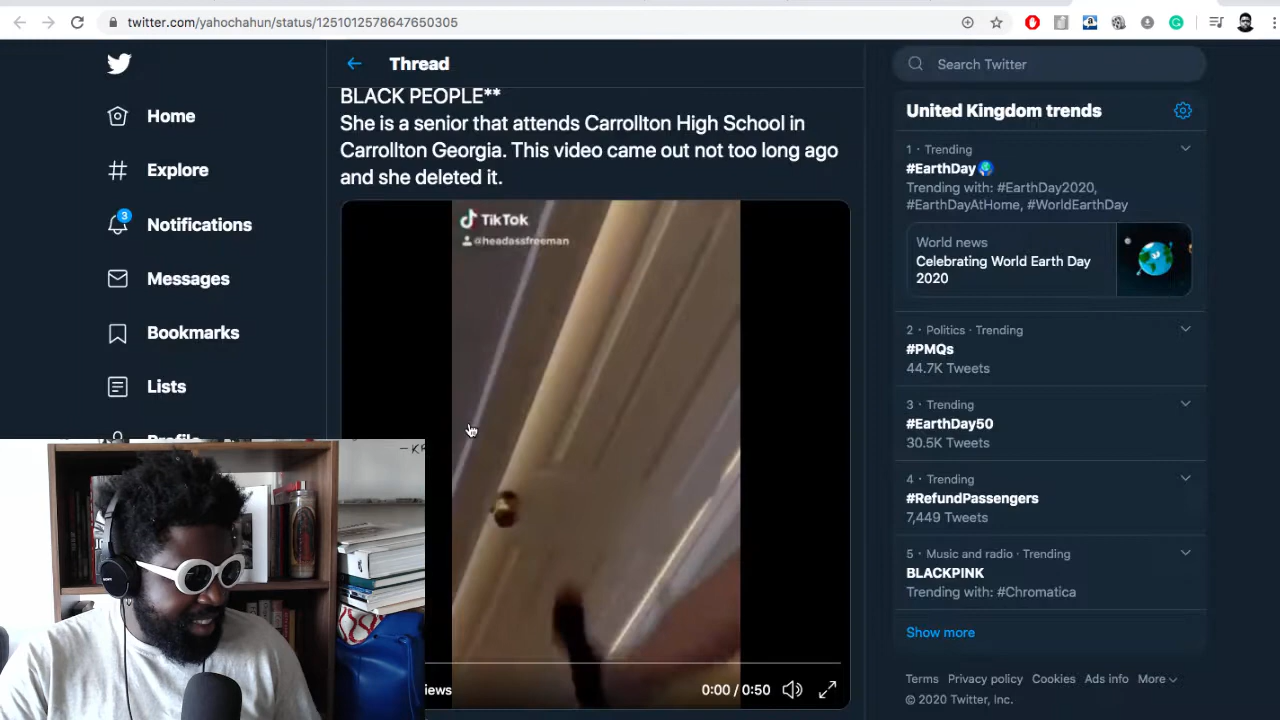 twitter.com/yahochahun/status/1251012578647650305
Home
Explore
3
Notifications
Messages
Bookmarks
Lists
Thread
BLACK PEOPLE**
She is a senior that attends Carrollton High School in
Carrollton Georgia. This video came out not too long ago
and she deleted it.
TikTok
@headassfreeman
iews
0:00 / 0:50
Search Twitter
United Kingdom trends
1 · Trending
#EarthDay
Trending with: #EarthDay2020,
#EarthDayAtHome, #WorldEarthDay
World news
Celebrating World Earth Day
2020
2 · Politics · Trending
#PMQs
44.7K Tweets
3 · Trending
#EarthDay50
30.5K Tweets
4 · Trending
#RefundPassengers
7,449 Tweets
5 · Music and radio · Trending
BLACKPINK
Trending with: #Chromatica
Show more
Terms Privacy policy Cookies Ads info More
© 2020 Twitter, Inc.